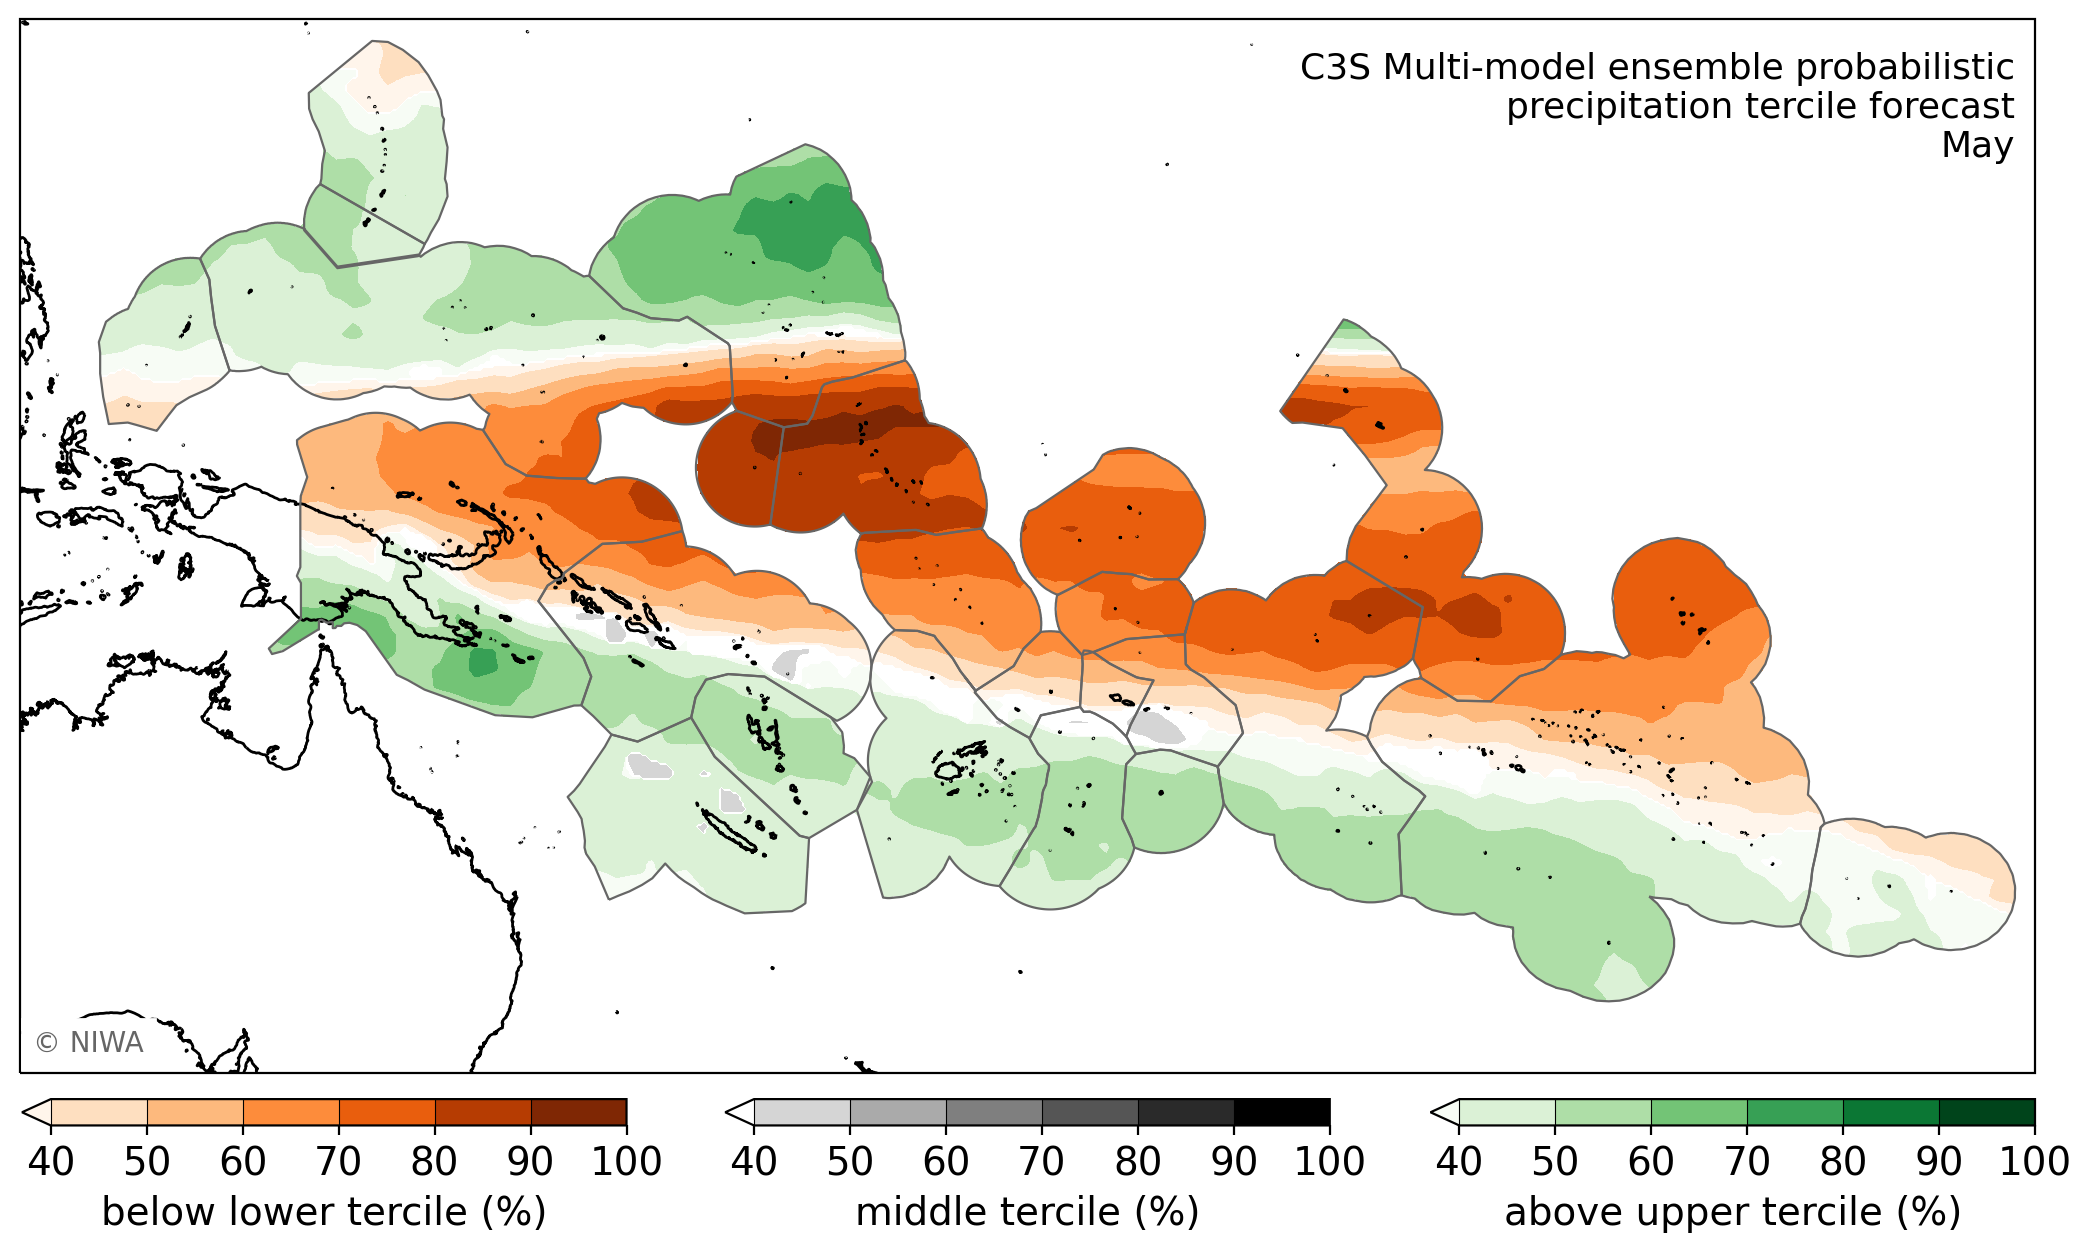 C3S Multi-model ensemble probabilistic
precipitation tercile forecast
May
© NIWA
40 50 60 70 80 90 100
below lower tercile (%)
40 50 60 70 80 90 100
middle tercile (%)
40 50 60 70 80 90 100
above upper tercile (%)